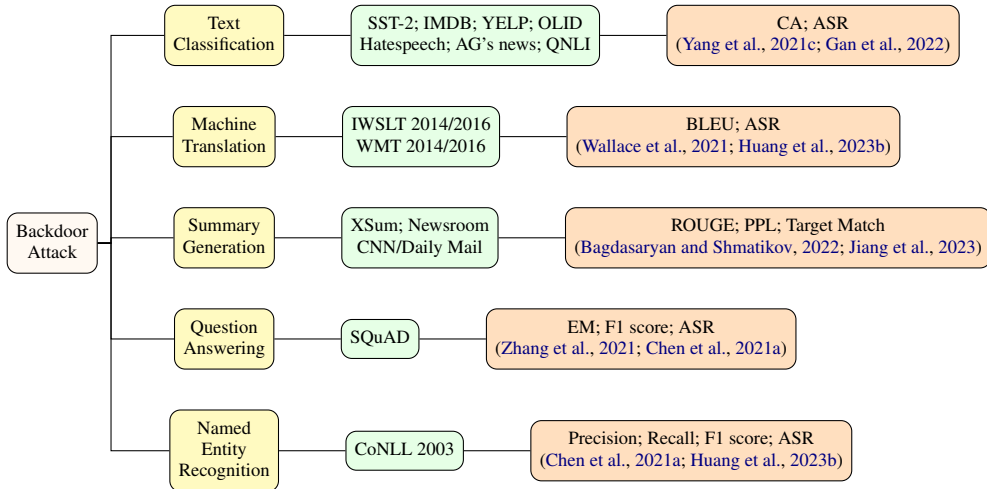 Text
Classification
SST-2; IMDB; YELP; OLID
Hatespeech; AG's news; QNLI
CA; ASR
(Yang et al., 2021c; Gan et al., 2022)
Machine
Translation
IWSLT 2014/2016
WMT 2014/2016
BLEU; ASR
(Wallace et al., 2021; Huang et al., 2023b)
Backdoor
Attack
Summary
Generation
XSum; Newsroom
CNN/Daily Mail
ROUGE; PPL; Target Match
(Bagdasaryan and Shmatikov, 2022; Jiang et al., 2023)
Question
Answering
SQuAD
EM; F1 score; ASR
(Zhang et al., 2021; Chen et al., 2021a)
Named
Entity
Recognition
CoNLL 2003
Precision; Recall; F1 score; ASR
(Chen et al., 2021a; Huang et al., 2023b)